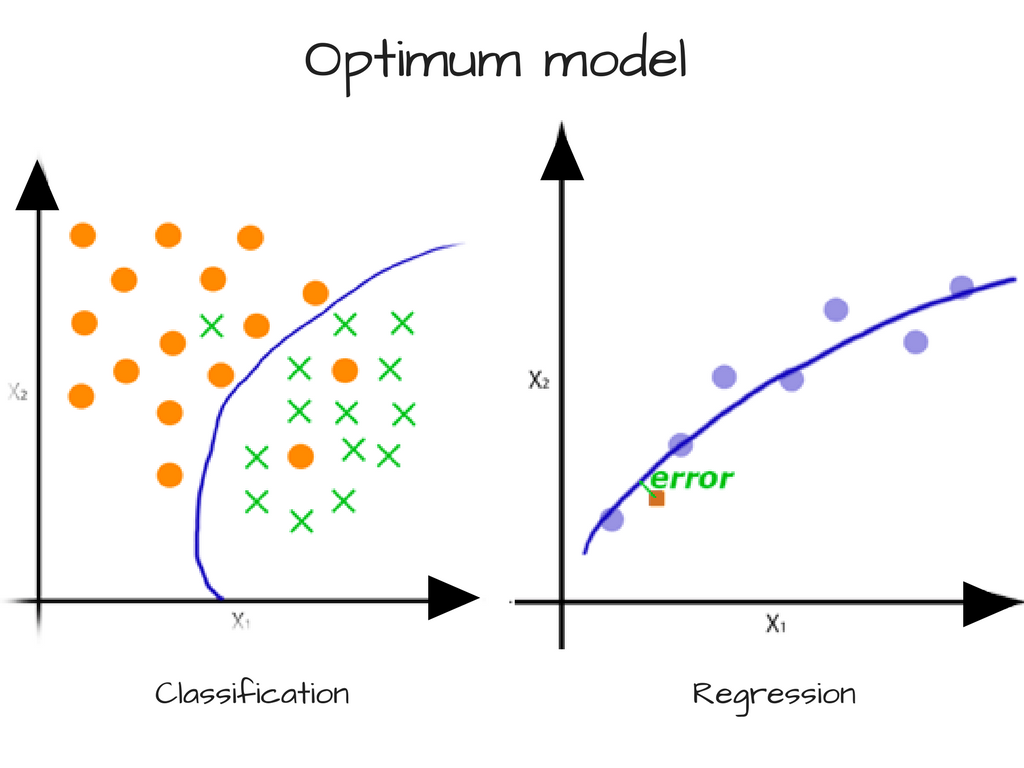 Optimum model
X₂
X₁
Classification
X₂
error
X₁
Regression